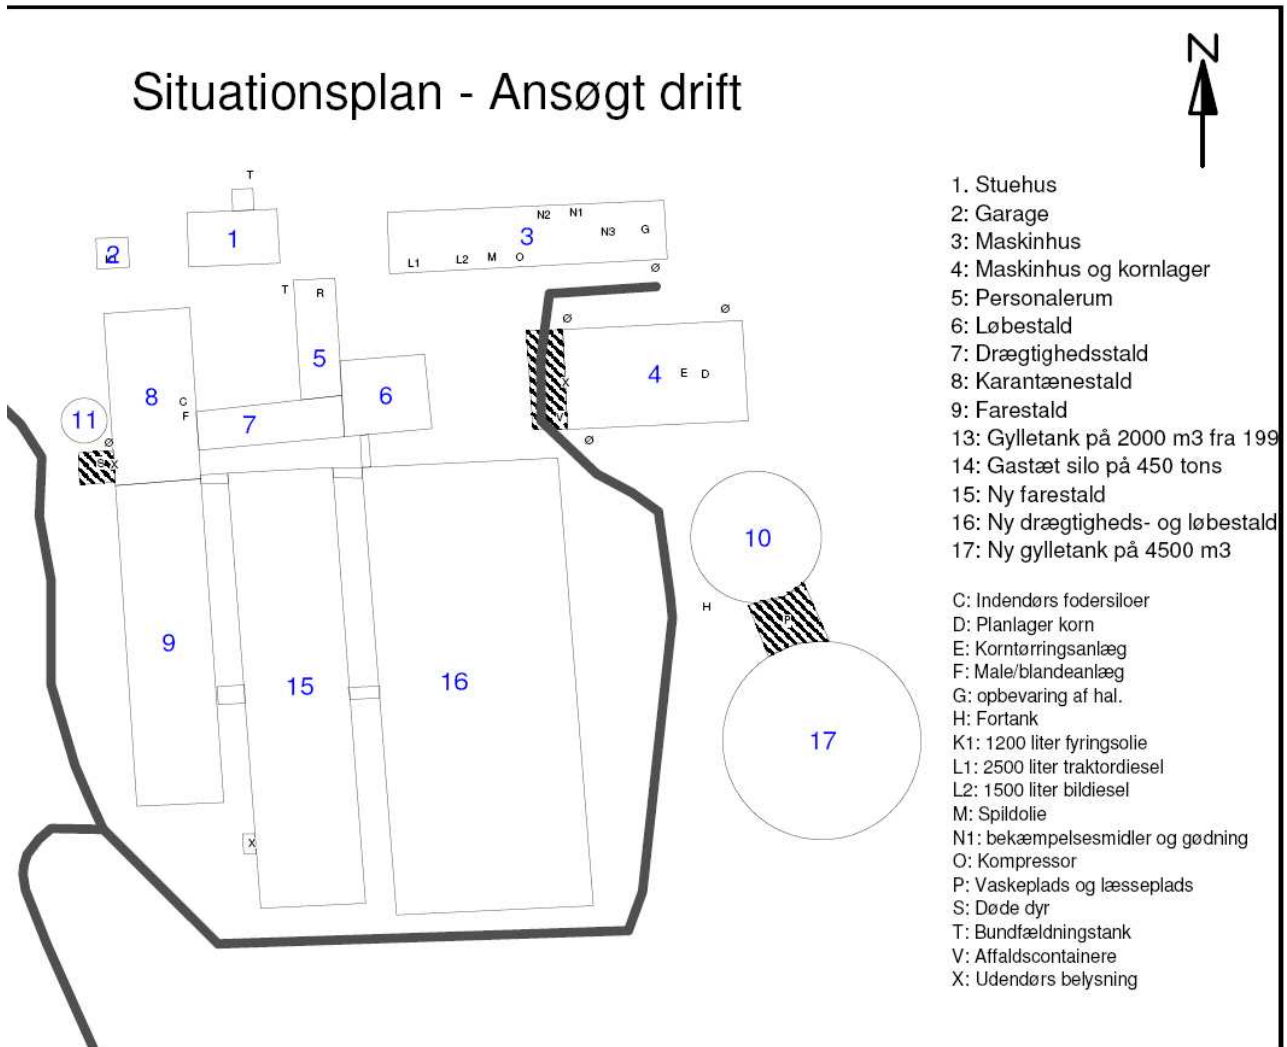 N
Situationsplan - Ansøgt drift
T
1
2
3
N2
N1
N3
G
L1
L2
M
O
Ø
T
R
5
6
7
8
C
F
11
Ø
S
X
Ø
Ø
4
E
D
X
V
Ø
10
H
P
17
9
15
16
X
1. Stuehus
2: Garage
3: Maskinhus
4: Maskinhus og kornlager
5: Personalerum
6: Løbestald
7: Drægtighedsstald
8: Karantænestald
9: Farestald
13: Gylletank på 2000 m3 fra 199
14: Gastæt silo på 450 tons
15: Ny farestald
16: Ny drægtigheds- og løbestald
17: Ny gylletank på 4500 m3
C: Indendørs fodersiloer
D: Planlager korn
E: Korntørringsanlæg
F: Male/blandeanlæg
G: opbevaring af hal.
H: Fortank
K1: 1200 liter fyringsolie
L1: 2500 liter traktordiesel
L2: 1500 liter bildiesel
M: Spildolie
N1: bekæmpelsesmidler og gødning
O: Kompressor
P: Vaskeplads og læsseplads
S: Døde dyr
T: Bundfældningstank
V: Affaldscontainere
X: Udendørs belysning